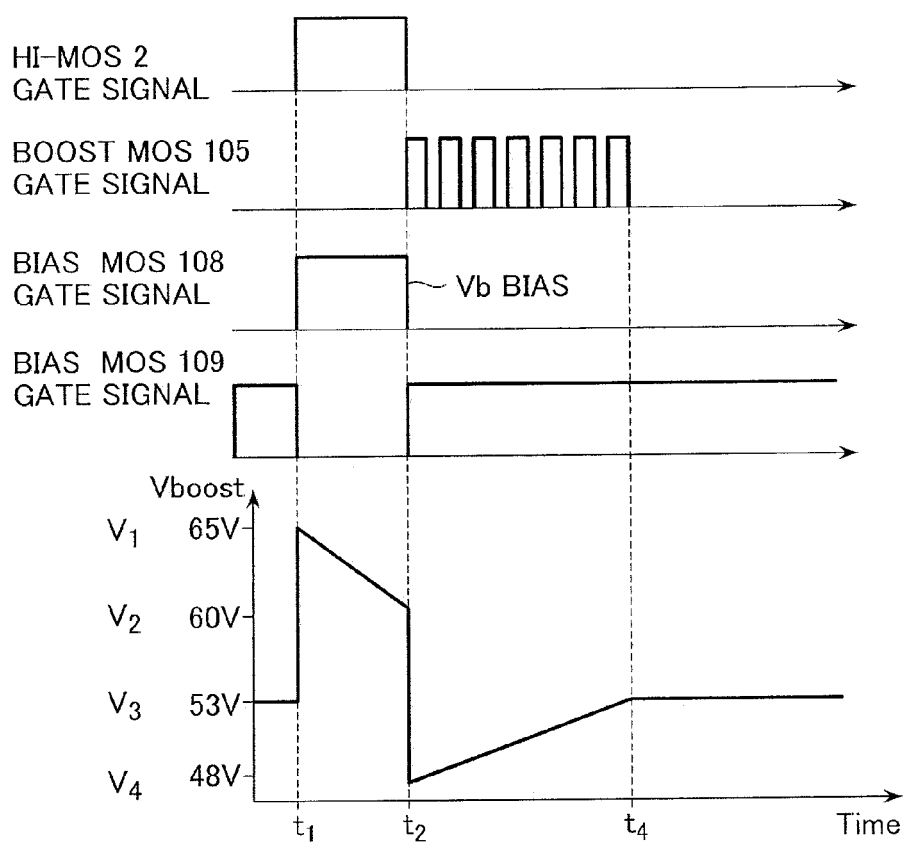 HI-MOS 2
GATE SIGNAL
BOOST MOS 105
GATE SIGNAL
BIAS MOS 108
GATE SIGNAL
Vb BIAS
BIAS MOS 109
GATE SIGNAL
Vboost
V1 65V
V2 60V
V3 53V
V4 48V
t1 t2 t4 Time